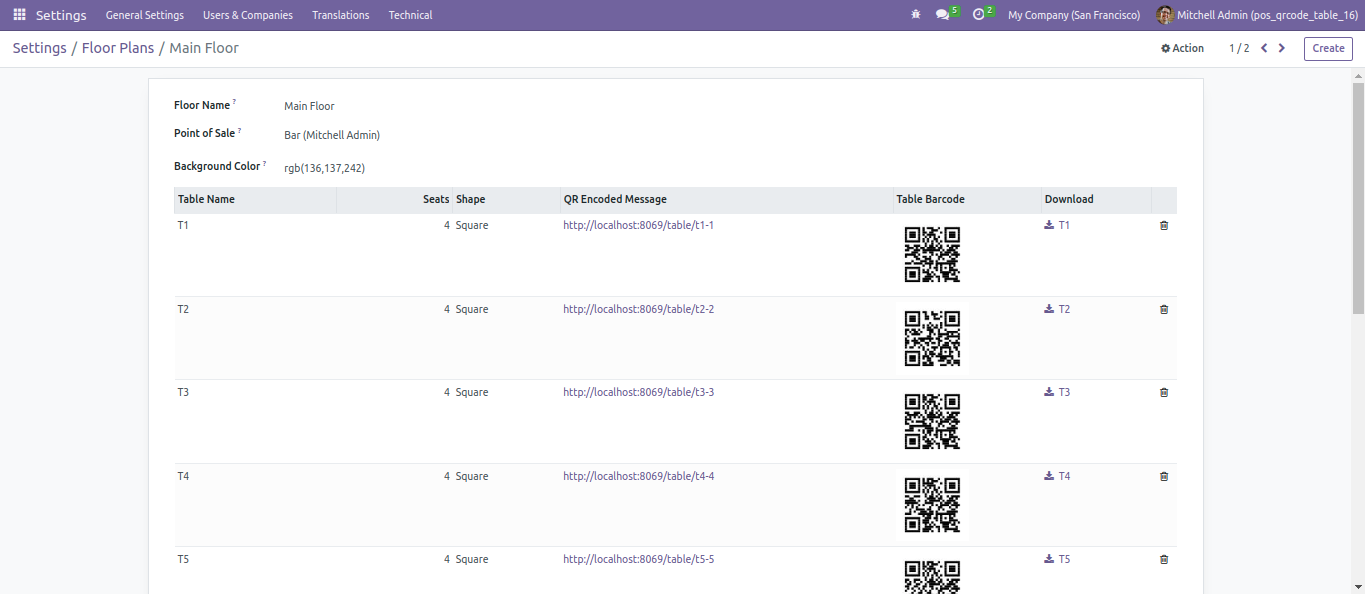 Settings General Settings Users & Companies Translations Technical 5 2 My Company (San Francisco) Mitchell Admin (pos_qrcode_table_16)
Settings / Floor Plans / Main Floor Action 1 / 2 Create
Floor Name ? Main Floor
Point of Sale ? Bar (Mitchell Admin)
Background Color ? rgb(136,137,242)
Table Name Seats Shape QR Encoded Message Table Barcode Download
T1 4 Square http://localhost:8069/table/t1-1 T1
T2 4 Square http://localhost:8069/table/t2-2 T2
T3 4 Square http://localhost:8069/table/t3-3 T3
T4 4 Square http://localhost:8069/table/t4-4 T4
T5 4 Square http://localhost:8069/table/t5-5 T5